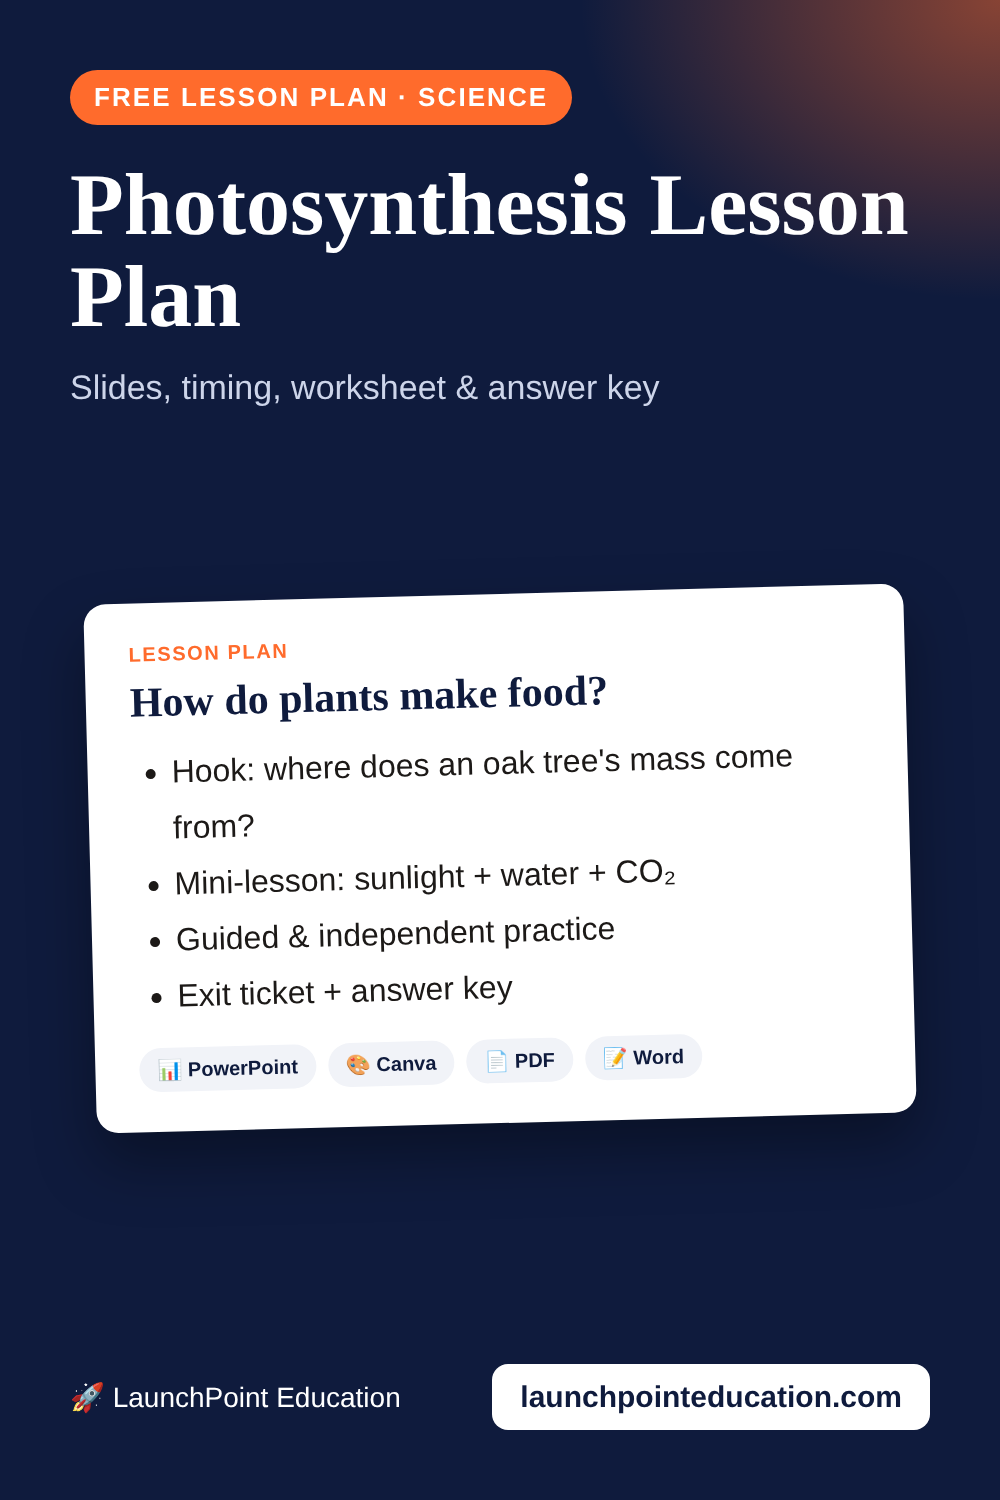 FREE LESSON PLAN · SCIENCE
Photosynthesis Lesson
Plan
Slides, timing, worksheet & answer key
LESSON PLAN
How do plants make food?
• Hook: where does an oak tree's mass come
from?
• Mini-lesson: sunlight + water + CO₂
• Guided & independent practice
• Exit ticket + answer key
📊 PowerPoint 🎨 Canva 📄 PDF 📝 Word
🚀 LaunchPoint Education
launchpointeducation.com